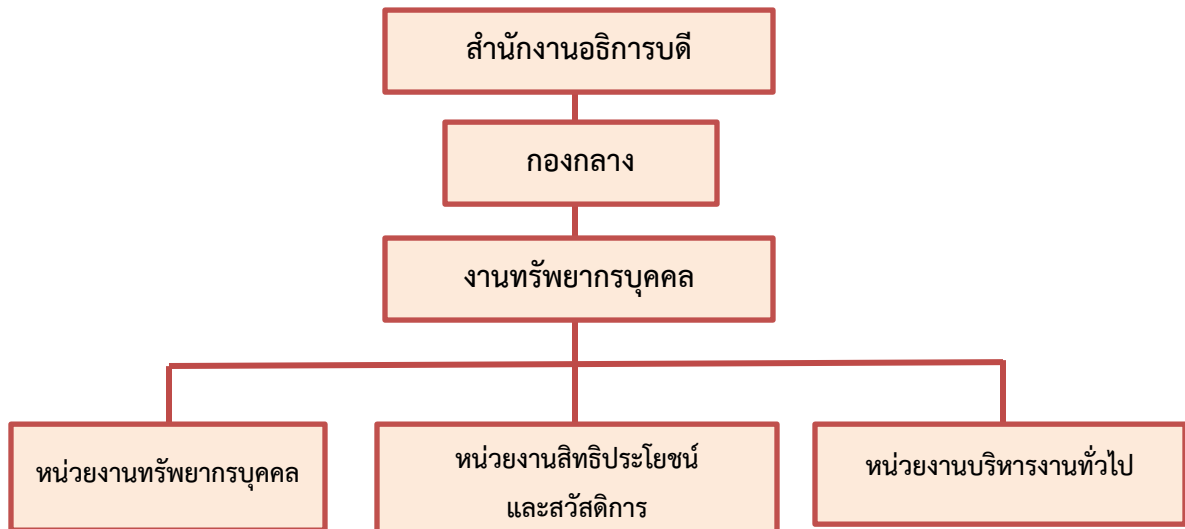 สำนักงานอธิการบดี
กองกลาง
งานทรัพยากรบุคคล
หน่วยงานทรัพยากรบุคคล
หน่วยงานสิทธิประโยชน์
และสวัสดิการ
หน่วยงานบริหารงานทั่วไป